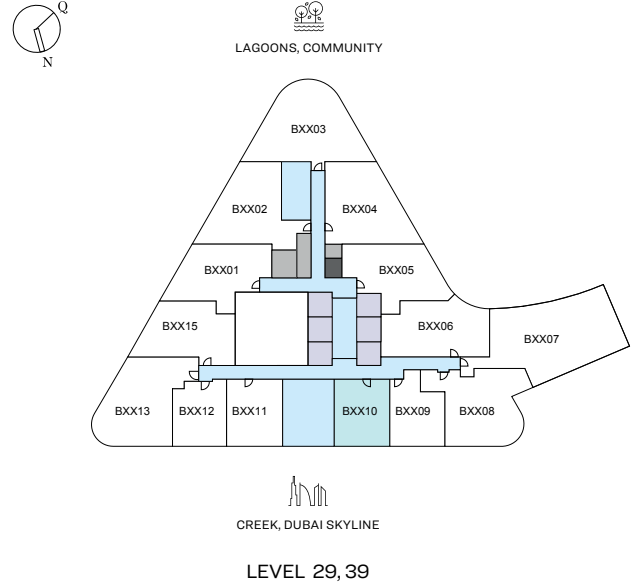 Q
N
LAGOONS, COMMUNITY
BXX03
BXX02
BXX04
BXX01
BXX05
BXX15
BXX06
BXX07
BXX13
BXX12
BXX11
BXX10
BXX09
BXX08
CREEK, DUBAI SKYLINE
LEVEL 29, 39